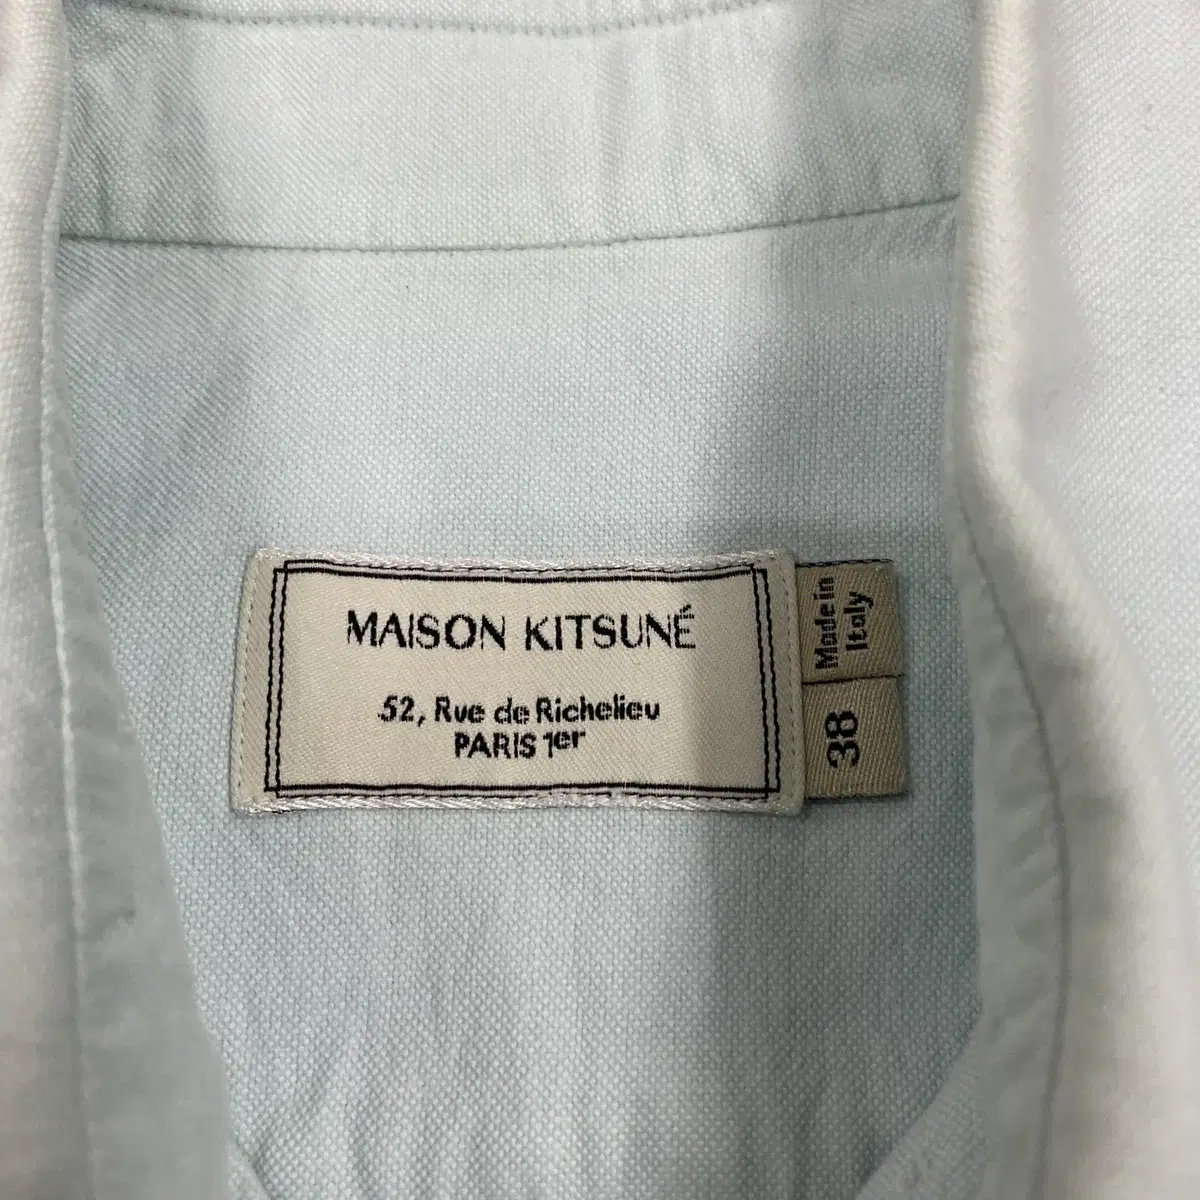 MAISON KITSUNÉ
52, Rue de Richelieu
PARIS 1er
Made in
Italy
38